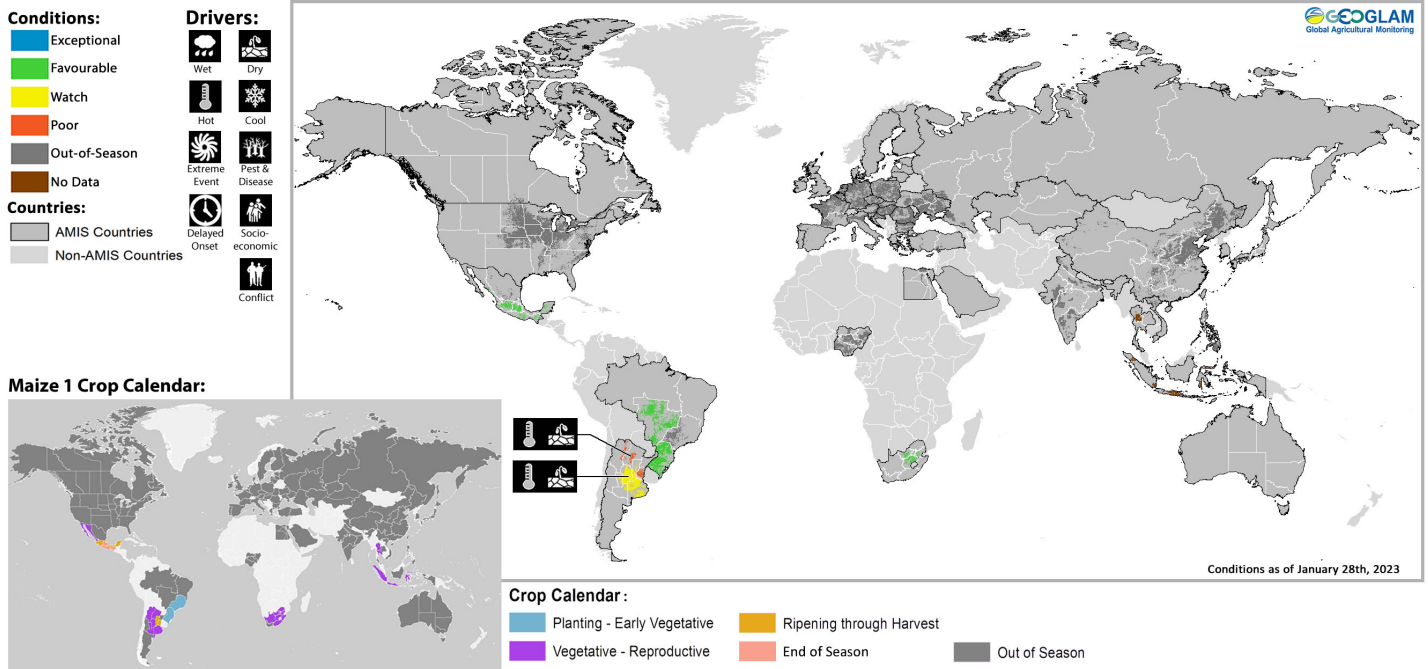 Conditions:
Exceptional
Favourable
Watch
Poor
Out-of-Season
No Data
Countries:
AMIS Countries
Non-AMIS Countries
Drivers:
Wet
Dry
Hot
Cool
Extreme
Event
Pest &
Disease
Delayed
Onset
Socio-
economic
Conflict
GEOGLAM
Global Agricultural Monitoring
Maize 1 Crop Calendar:
Conditions as of January 28th, 2023
Crop Calendar :
Planting - Early Vegetative
Vegetative - Reproductive
Ripening through Harvest
End of Season
Out of Season